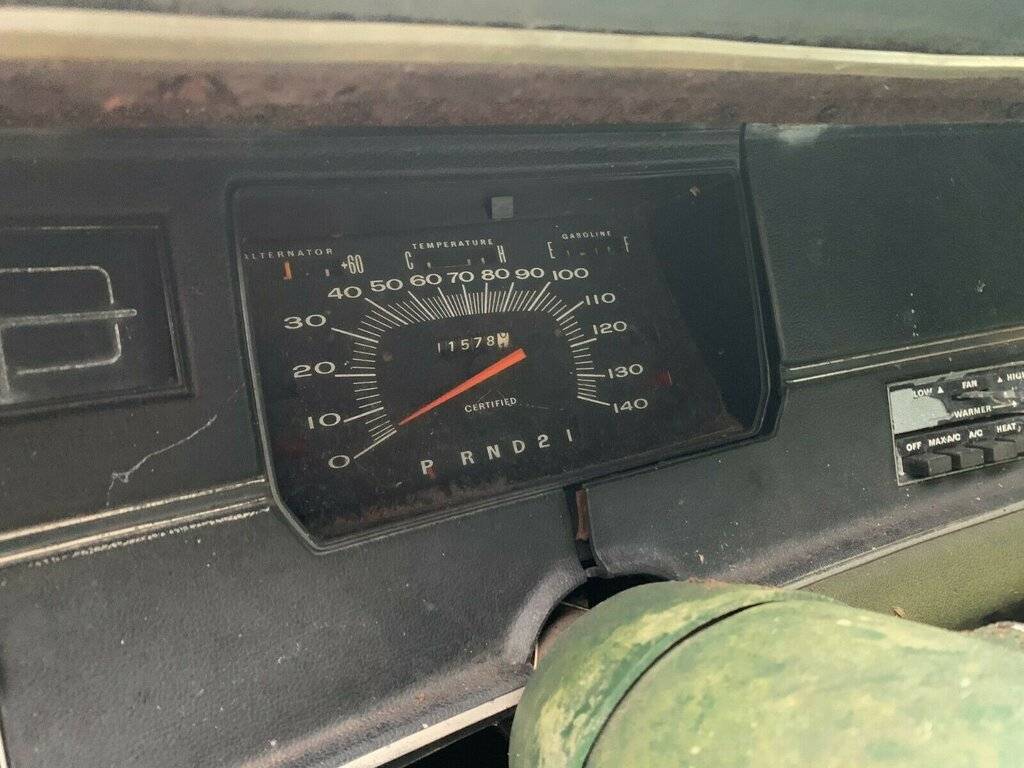 ALTERNATOR
+60
TEMPERATURE
C H
GASOLINE
E F
0 10 20 30 40 50 60 70 80 90 100 110 120 130 140
11578
CERTIFIED
P R N D 2 1
LOW ▲ FAN ▲ HIGH
WARMER
OFF MAX-A/C A/C HEAT